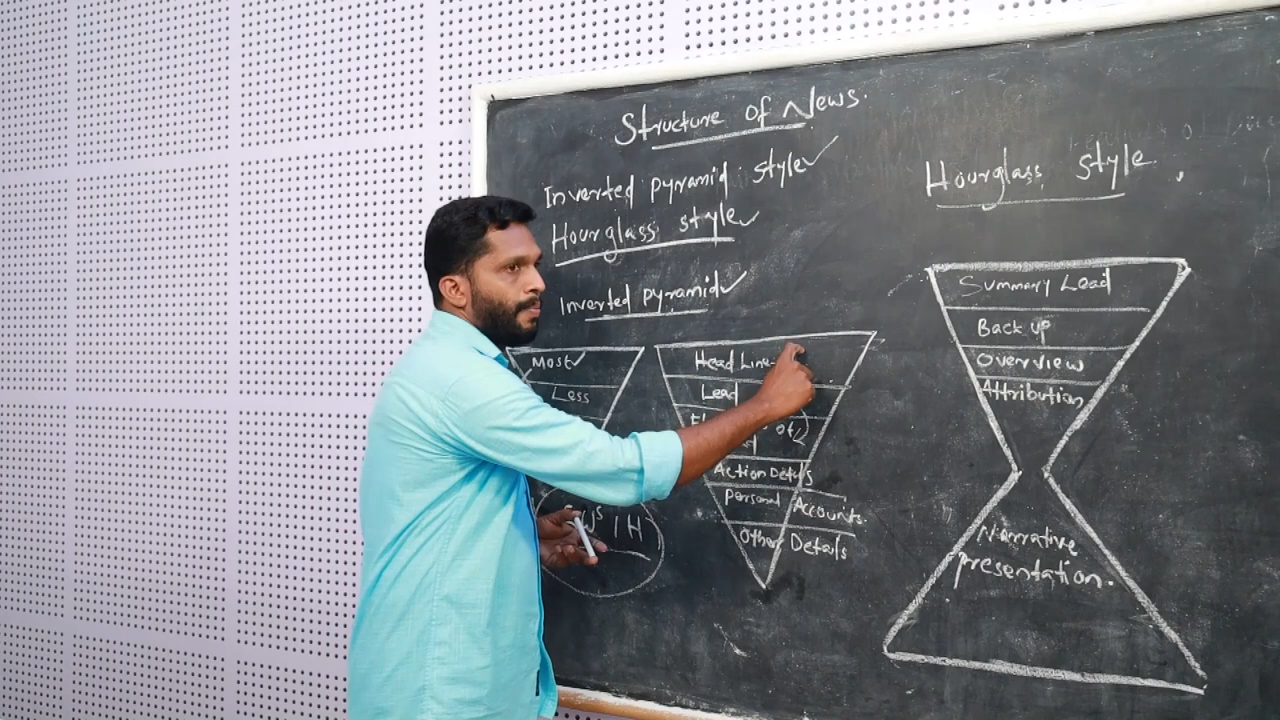 Structure of News.
Inverted pyramid style
Hourglass style
Inverted pyramid
Most
Less
Head Line
Lead
Action Details
Personal Accounts.
Other Details
1H
Hourglass style
Summary Lead
Back up
Overview
Attribution
Narrative
presentation.